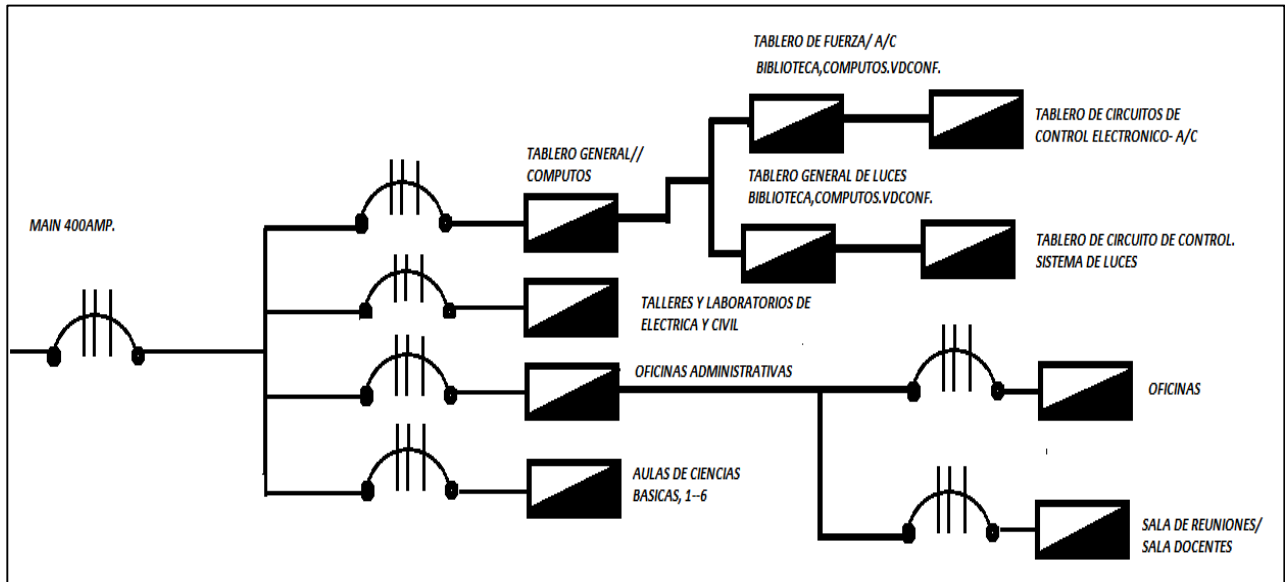 TABLERO DE FUERZA/ A/C
BIBLIOTECA,COMPUTOS.VDCONF.
TABLERO DE CIRCUITOS DE
CONTROL ELECTRONICO- A/C
TABLERO GENERAL//
COMPUTOS
TABLERO GENERAL DE LUCES
BIBLIOTECA,COMPUTOS.VDCONF.
MAIN 400AMP.
TABLERO DE CIRCUITO DE CONTROL.
SISTEMA DE LUCES
TALLERES Y LABORATORIOS DE
ELECTRICA Y CIVIL
OFICINAS ADMINISTRATIVAS
OFICINAS
AULAS DE CIENCIAS
BASICAS, 1--6
SALA DE REUNIONES/
SALA DOCENTES